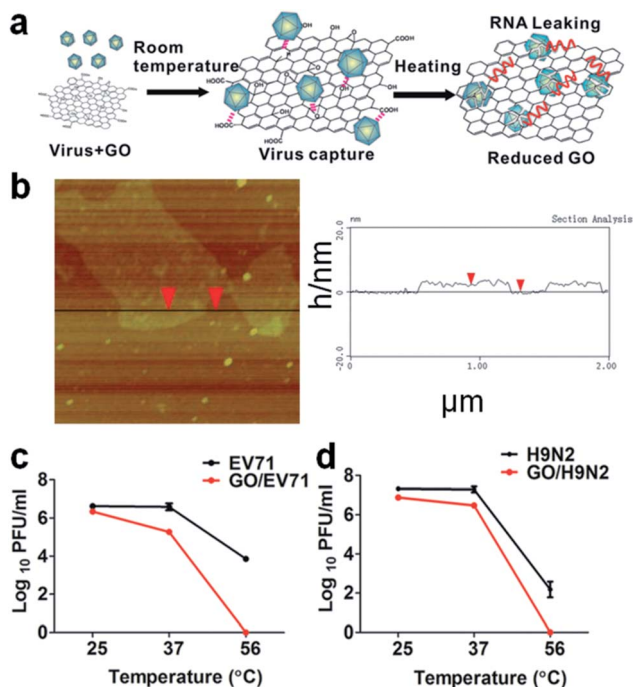 a
Virus+GO
Room
temperature
HOOC
OH
COOH
Virus capture
Heating
RNA Leaking
Reduced GO
b
nm
Section Analysis
h/nm
20.0
0
-20.0
0
1.00
2.00
μm
c
EV71
GO/EV71
Log 10 PFU/ml
8
6
4
2
0
25
37
56
Temperature (°C)
d
H9N2
GO/H9N2
Log 10 PFU/ml
8
6
4
2
0
25
37
56
Temperature (°C)